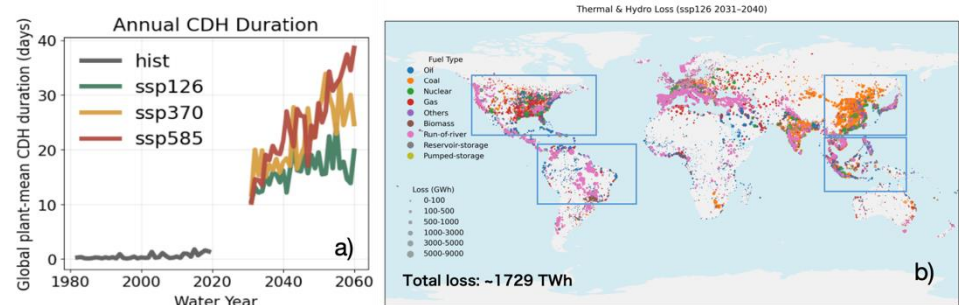 Annual CDH Duration
Global plant-mean CDH duration (days)
40
30
20
10
0
hist
ssp126
ssp370
ssp585
a)
1980
2000
2020
2040
2060
Water Year
Thermal & Hydro Loss (ssp126 2031–2040)
Fuel Type
Oil
Coal
Nuclear
Gas
Others
Biomass
Run-of-river
Reservoir-storage
Pumped-storage
Loss (GWh)
0-100
100-500
500-1000
1000-3000
3000-5000
5000-9000
Total loss: ~1729 TWh
b)